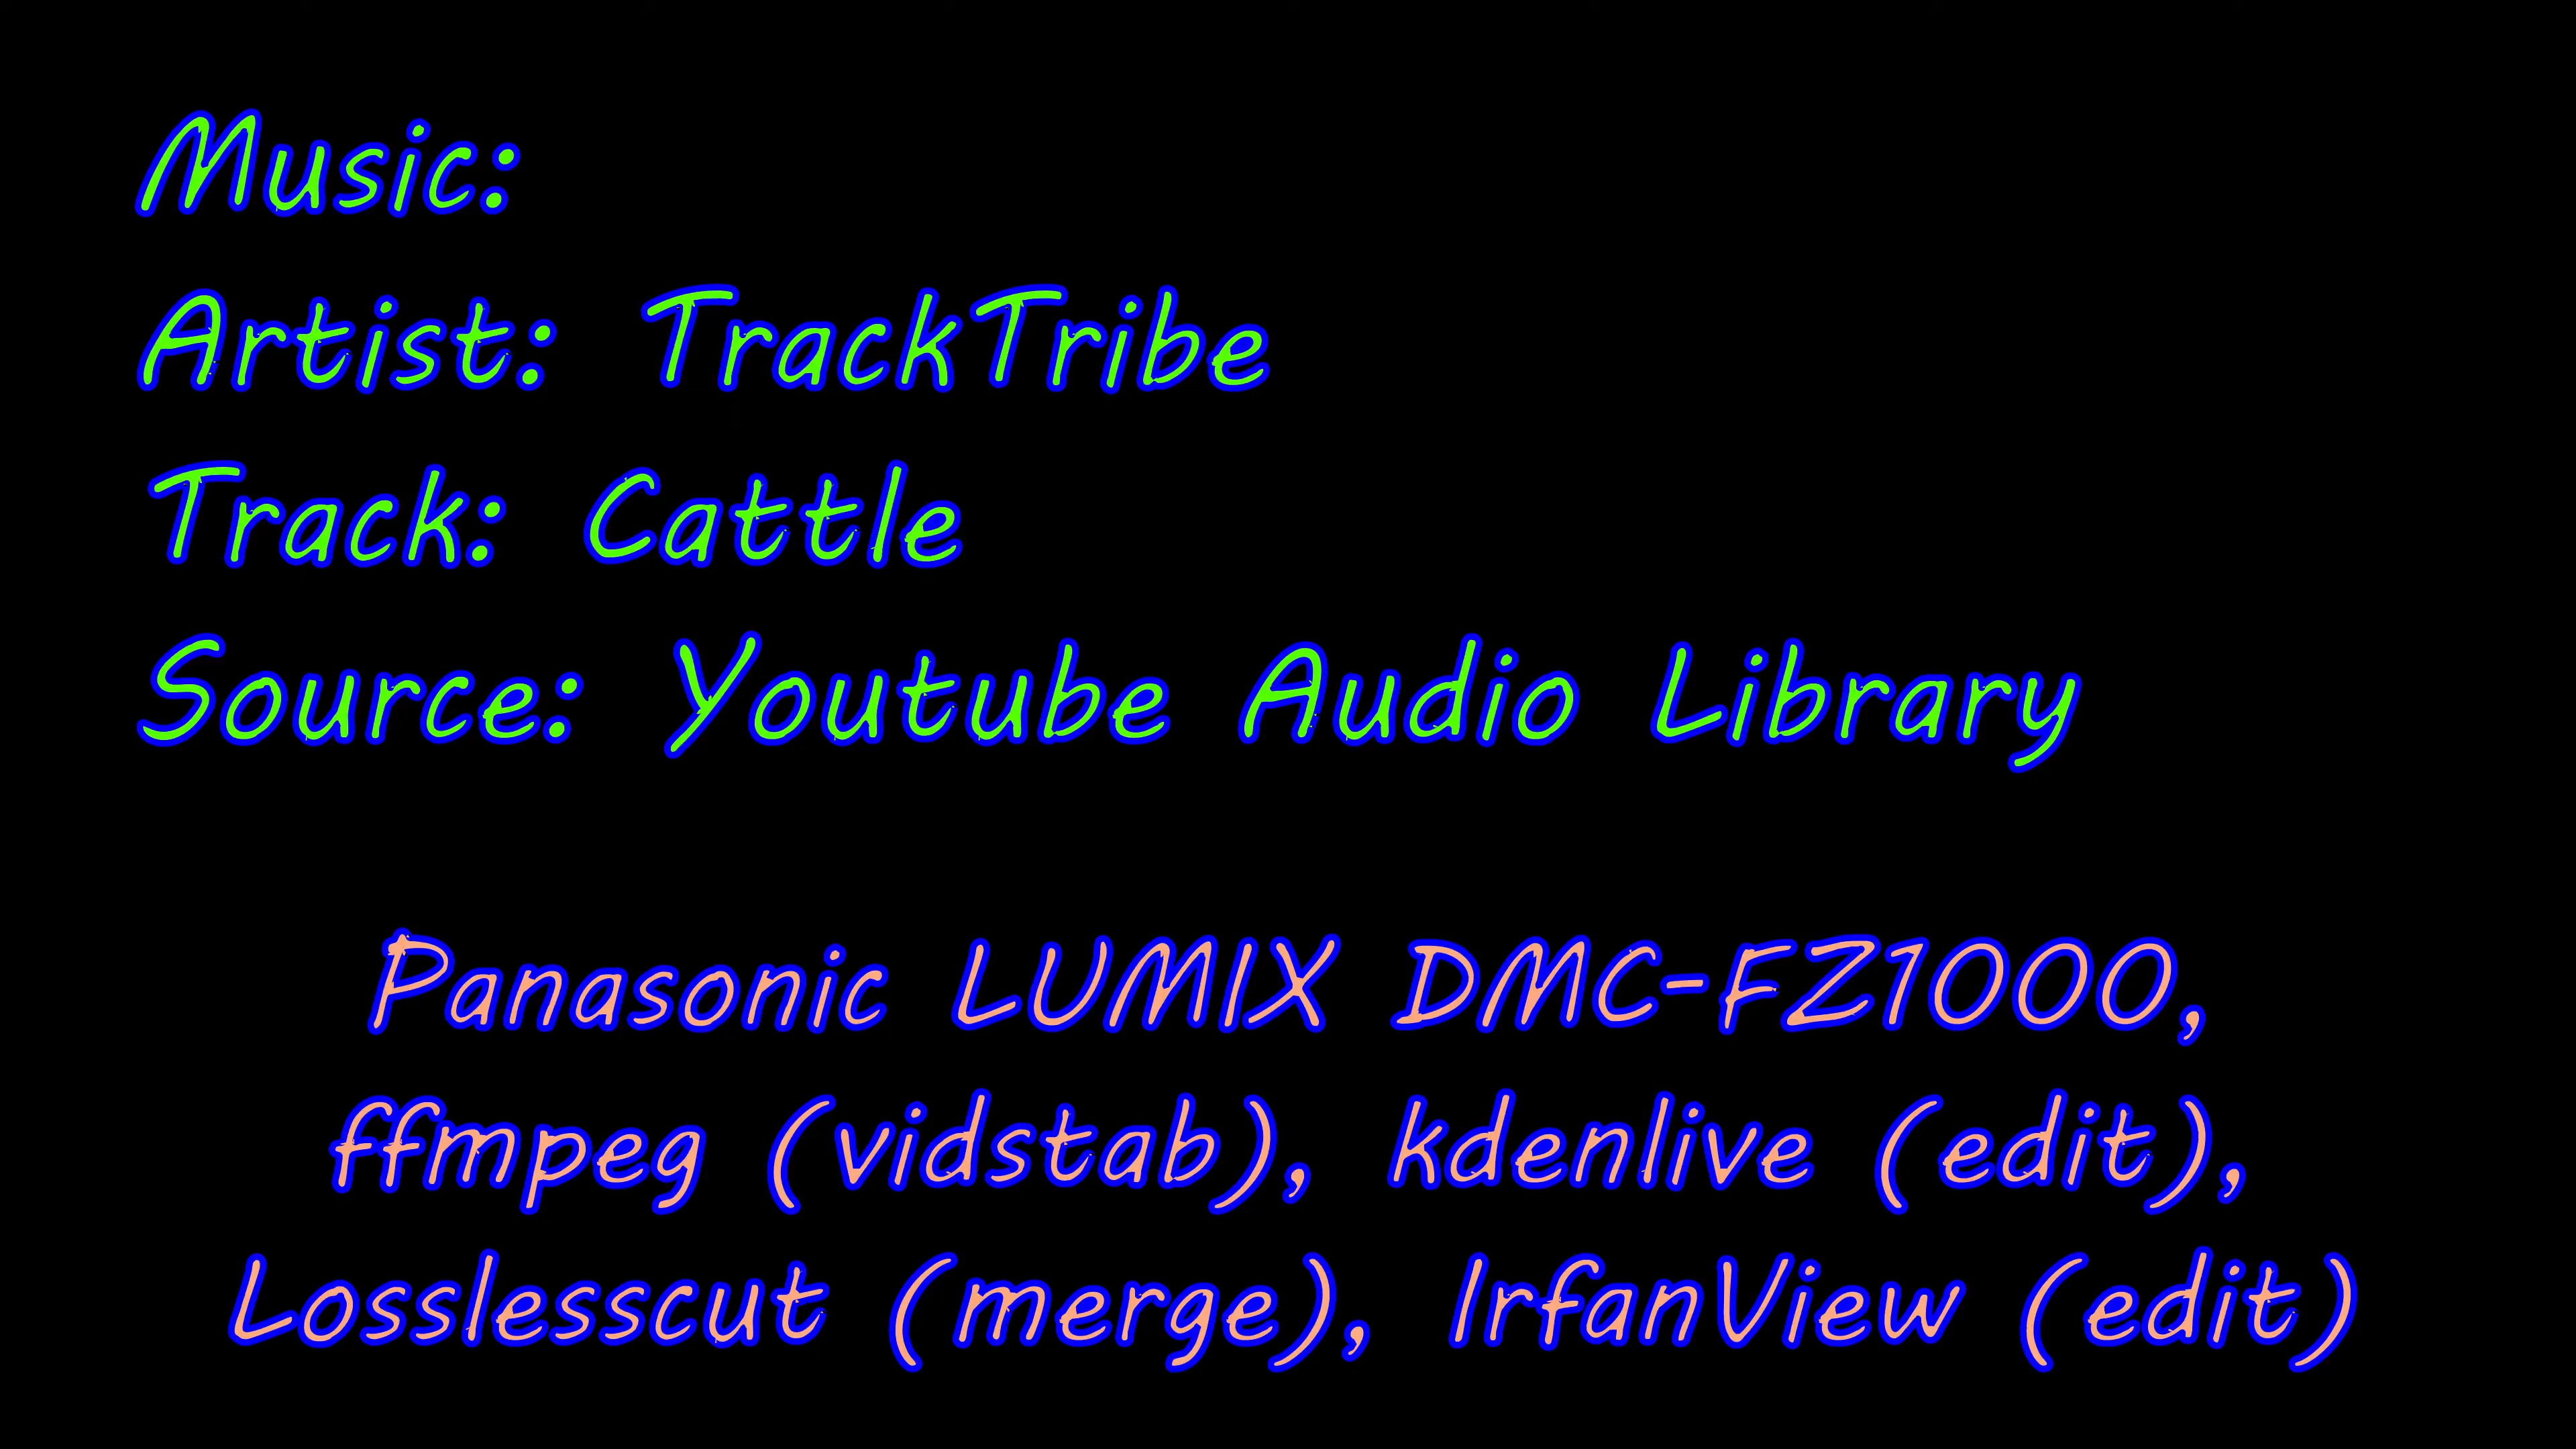 Music:
Artist: TrackTribe
Track: Cattle
Source: Youtube Audio Library
Panasonic LUMIX DMC-FZ1000,
ffmpeg (vidstab), kdenlive (edit),
Losslesscut (merge), IrfanView (edit)